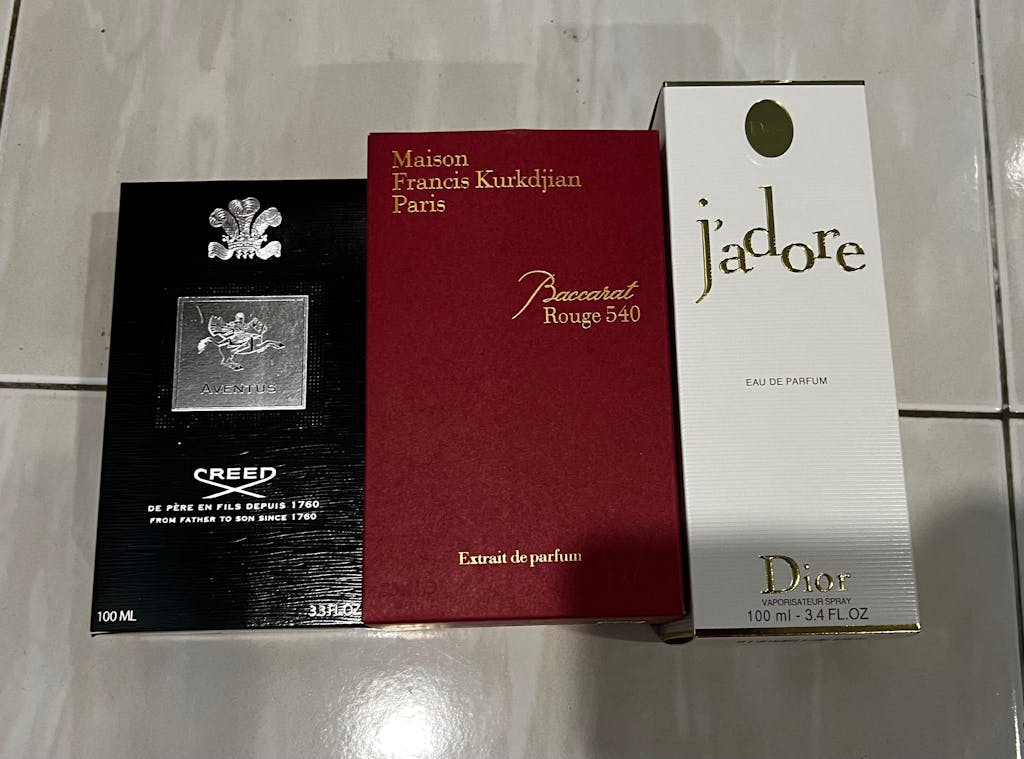 AVENTUS
CREED
DE PÈRE EN FILS DEPUIS 1760
FROM FATHER TO SON SINCE 1760
100 ML
3.3 FL.OZ
Maison
Francis Kurkdjian
Paris
Baccarat
Rouge 540
Extrait de parfum
Dior
j'adore
EAU DE PARFUM
Dior
VAPORISATEUR SPRAY
100 ml - 3.4 FL.OZ